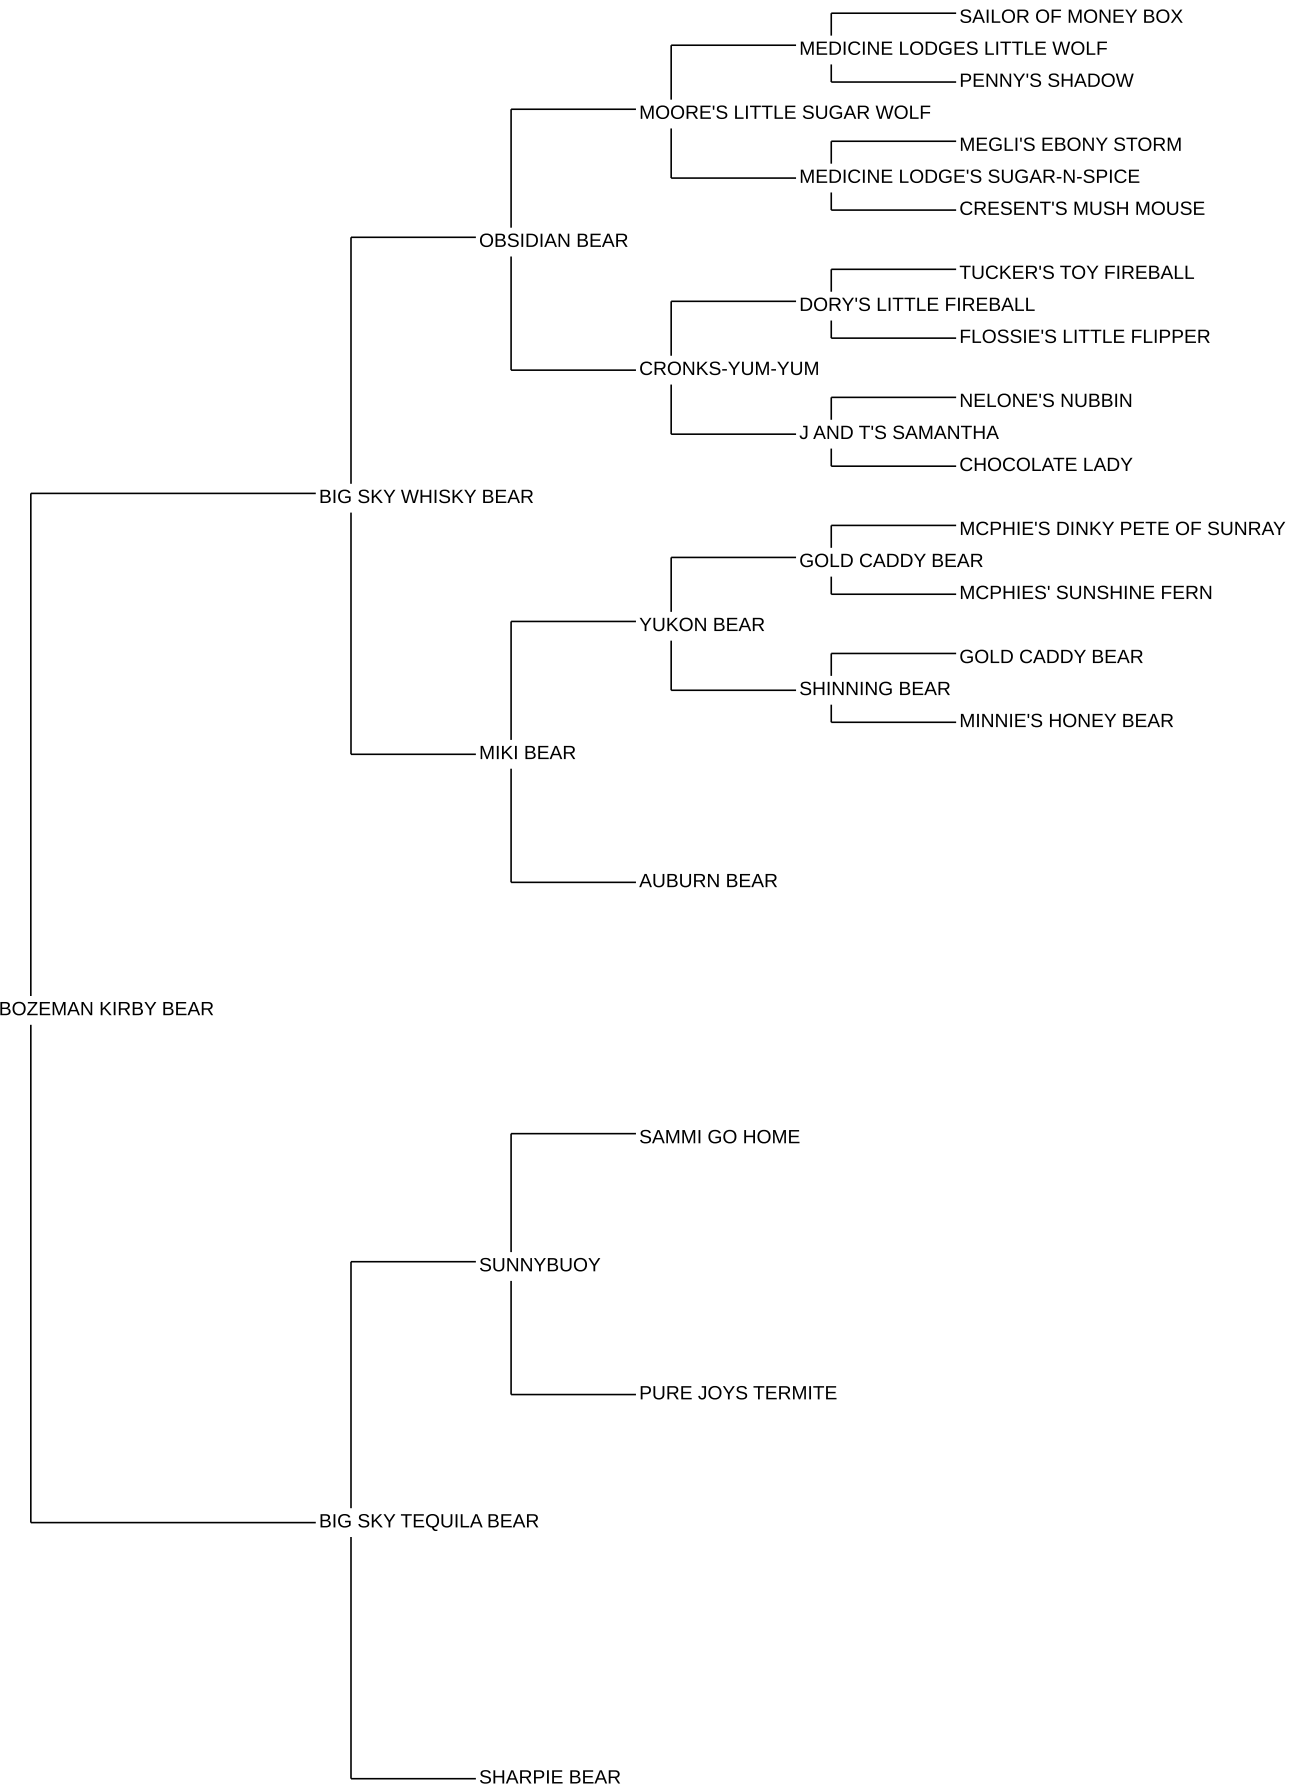 SAILOR OF MONEY BOX
MEDICINE LODGES LITTLE WOLF
PENNY'S SHADOW
MOORE'S LITTLE SUGAR WOLF
MEGLI'S EBONY STORM
MEDICINE LODGE'S SUGAR-N-SPICE
CRESENT'S MUSH MOUSE
OBSIDIAN BEAR
TUCKER'S TOY FIREBALL
DORY'S LITTLE FIREBALL
FLOSSIE'S LITTLE FLIPPER
CRONKS-YUM-YUM
NELONE'S NUBBIN
J AND T'S SAMANTHA
CHOCOLATE LADY
BIG SKY WHISKY BEAR
MCPHIE'S DINKY PETE OF SUNRAY
GOLD CADDY BEAR
MCPHIES' SUNSHINE FERN
YUKON BEAR
GOLD CADDY BEAR
SHINNING BEAR
MINNIE'S HONEY BEAR
MIKI BEAR
AUBURN BEAR
BOZEMAN KIRBY BEAR
SAMMI GO HOME
SUNNYBUOY
PURE JOYS TERMITE
BIG SKY TEQUILA BEAR
SHARPIE BEAR